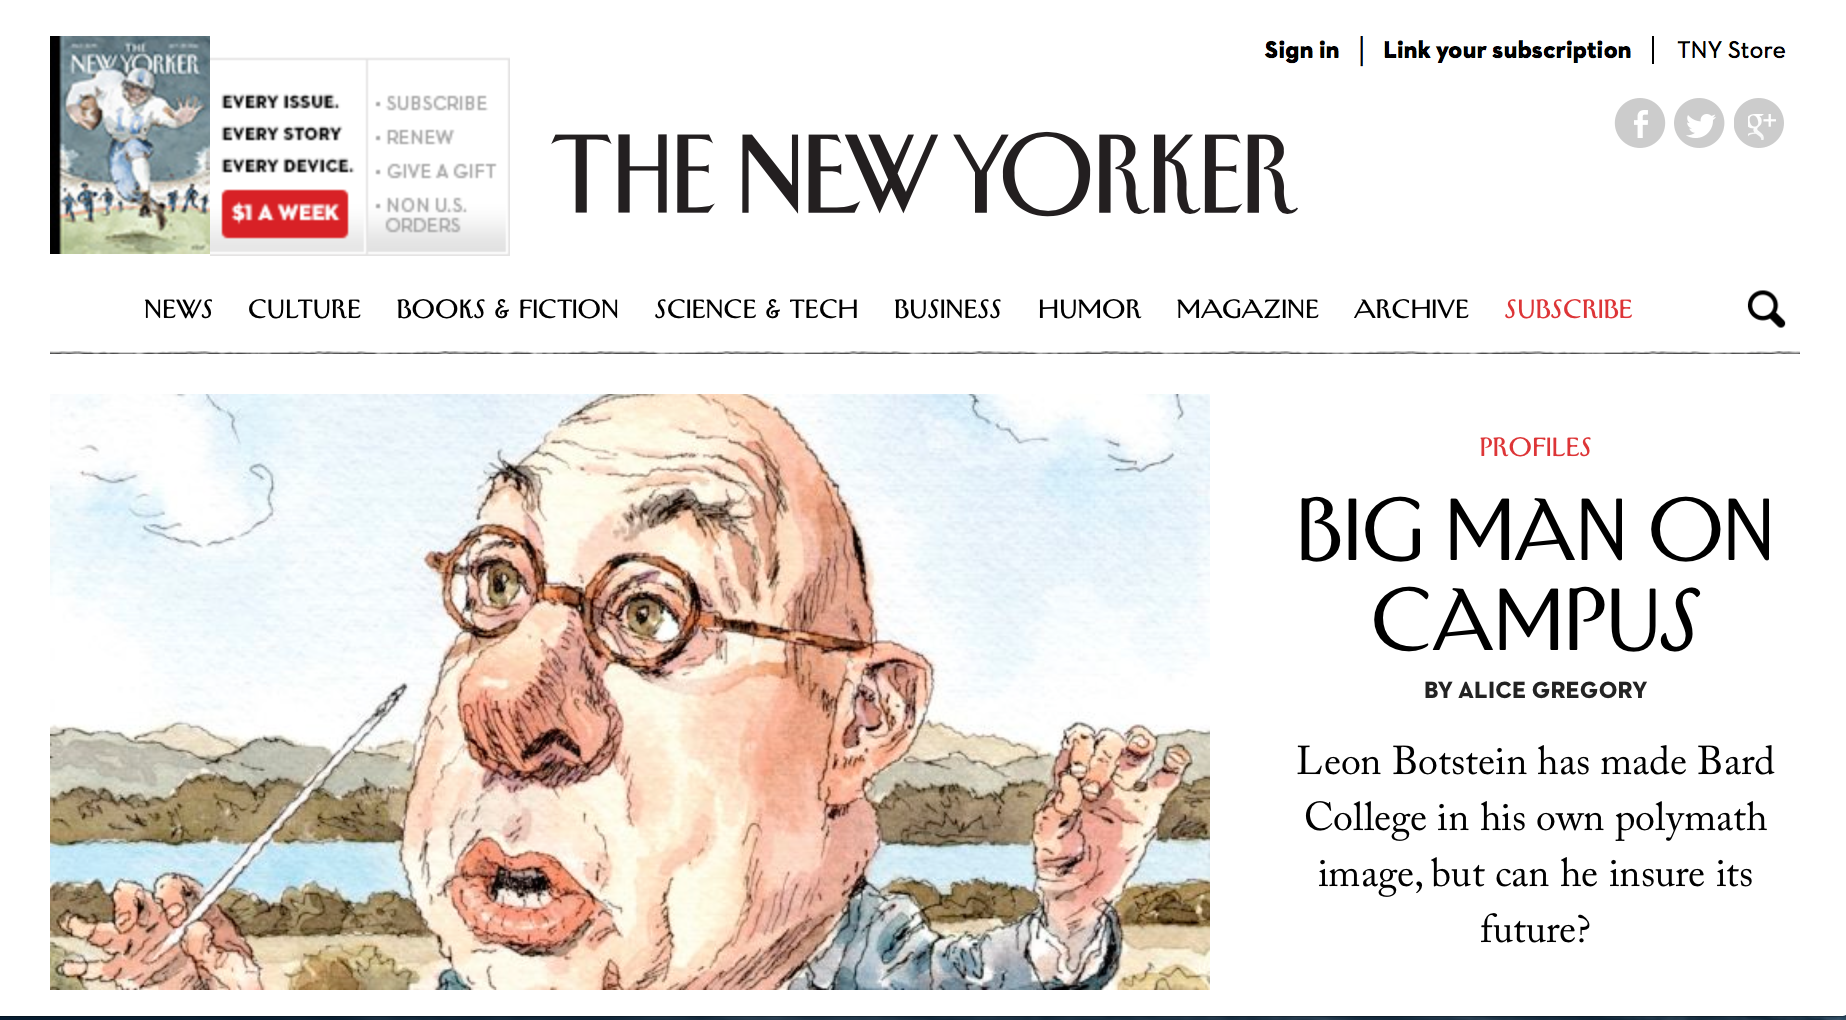 THE
NEW YORKER
EVERY ISSUE.
EVERY STORY
EVERY DEVICE.
$1 A WEEK
• SUBSCRIBE
• RENEW
• GIVE A GIFT
• NON U.S.
ORDERS
THE NEW YORKER
Sign in | Link your subscription | TNY Store
f
g+
NEWS CULTURE BOOKS & FICTION SCIENCE & TECH BUSINESS HUMOR MAGAZINE ARCHIVE SUBSCRIBE
PROFILES
BIG MAN ON
CAMPUS
BY ALICE GREGORY
Leon Botstein has made Bard
College in his own polymath
image, but can he insure its
future?